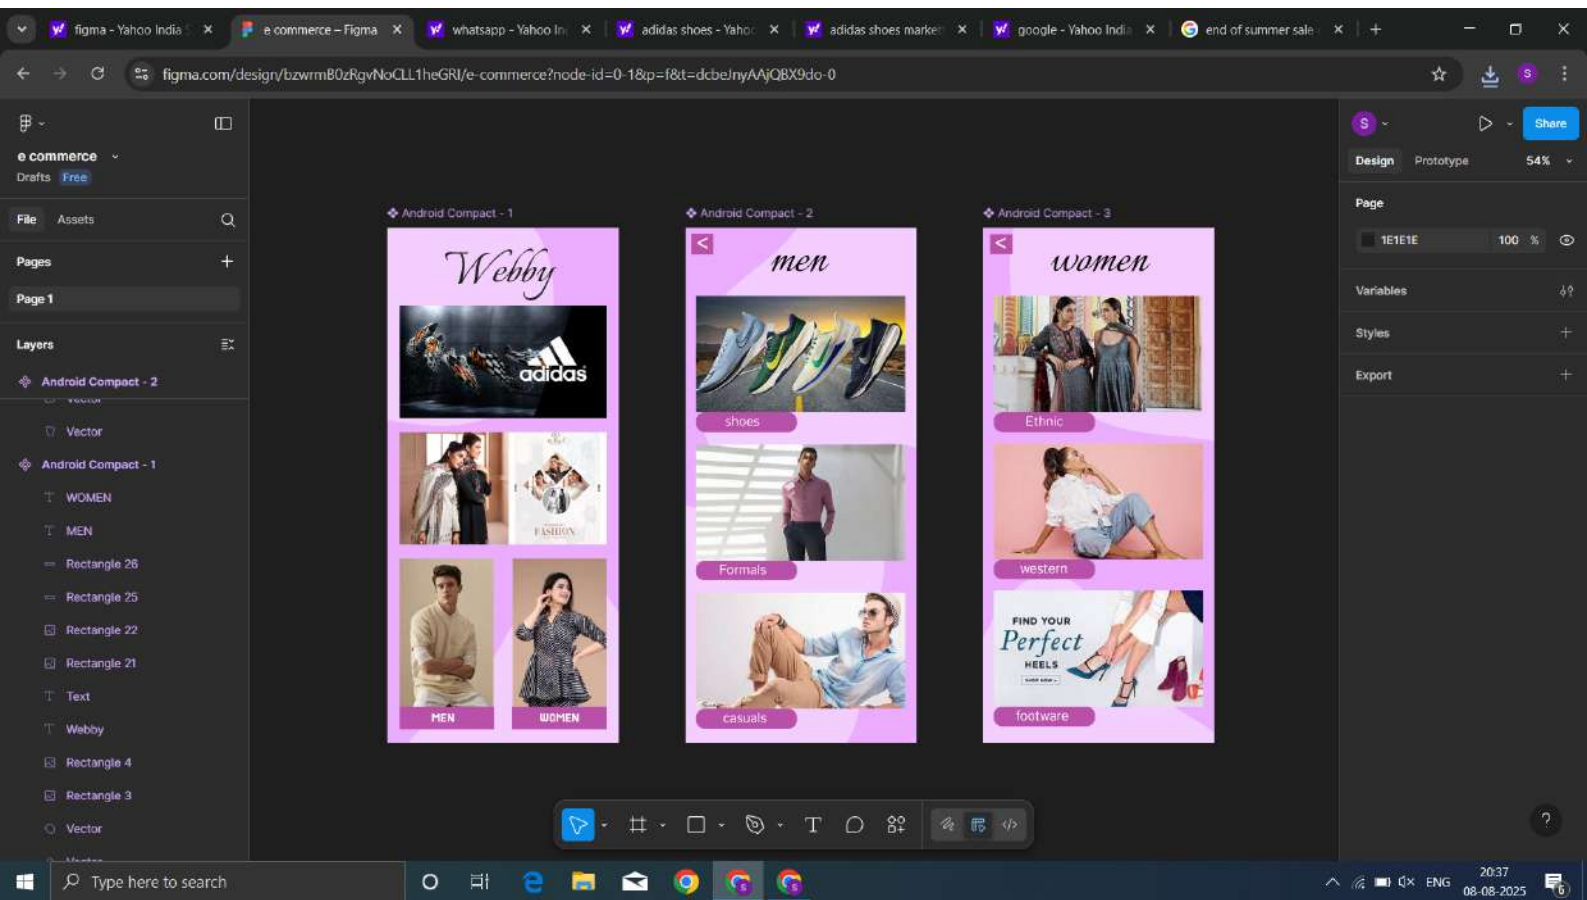 figma - Yahoo India S
e commerce – Figma
whatsapp - Yahoo In
adidas shoes - Yahoo
adidas shoes market
google - Yahoo India
end of summer sale
figma.com/design/bzwrmB0zRgvNoCLL1heGRI/e-commerce?node-id=0-1&p=f&t=dcbeJnyAAjQBX9do-0
S
e commerce
Drafts Free
File Assets
Pages
Page 1
Layers
Android Compact - 2
Vector
Vector
Android Compact - 1
WOMEN
MEN
Rectangle 26
Rectangle 25
Rectangle 22
Rectangle 21
Text
Webby
Rectangle 4
Rectangle 3
Vector
Android Compact - 1
Webby
adidas
FASHION
MEN
WOMEN
Android Compact - 2
<
men
shoes
Formals
casuals
Android Compact - 3
<
women
Ethnic
western
FIND YOUR
Perfect
HEELS
SHOP NOW
footware
S
Share
Design Prototype 54%
Page
1E1E1E 100 %
Variables
Styles
Export
?
Type here to search
ENG
20:37
08-08-2025
6